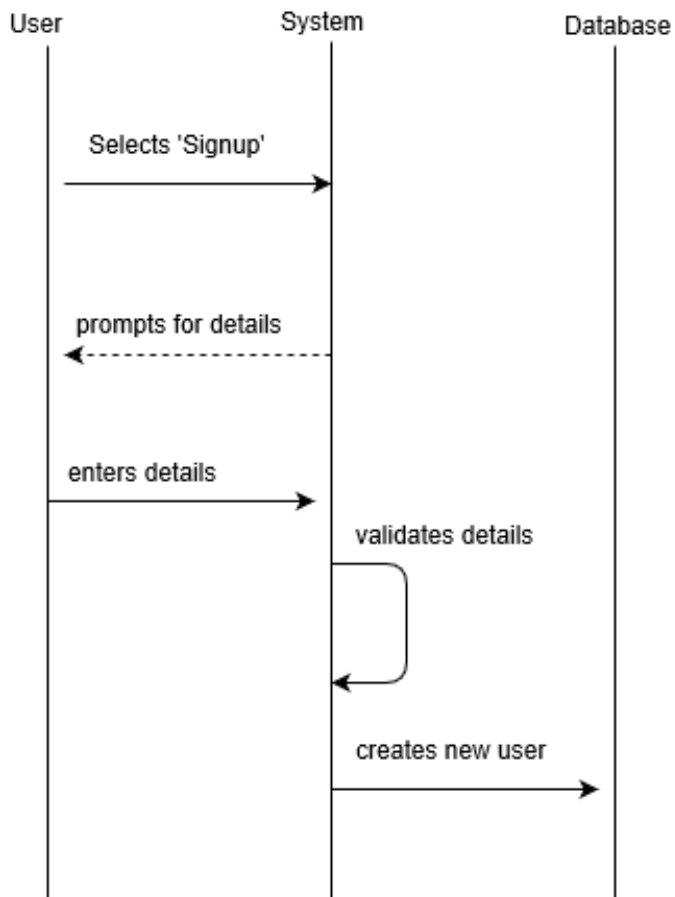 User
System
Database
Selects 'Signup'
prompts for details
enters details
validates details
creates new user